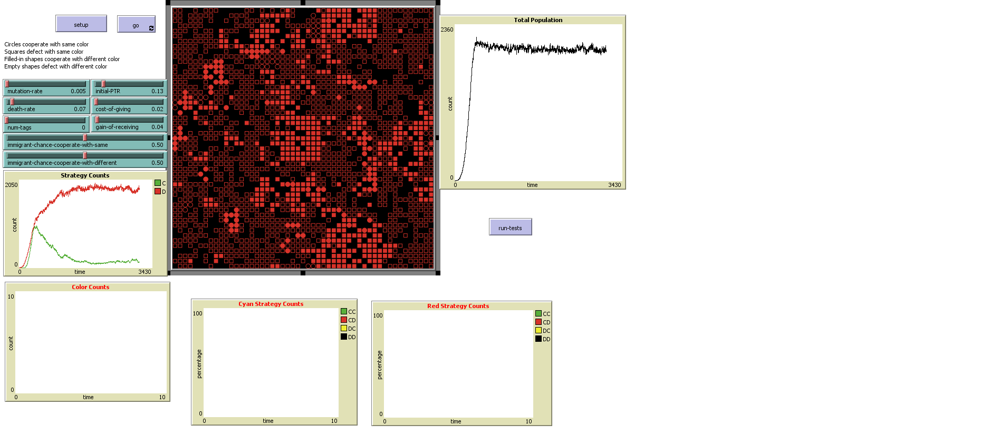 setup
go
Circles cooperate with same color
Squares defect with same color
Filled-in shapes cooperate with different color
Empty shapes defect with different color
mutation-rate 0.005
initial-PTR 0.13
death-rate 0.07
cost-of-giving 0.02
num-tags 0
gain-of-receiving 0.04
immigrant-chance-cooperate-with-same 0.50
immigrant-chance-cooperate-with-different 0.50
Strategy Counts
2050
count
0
0
time
3430
C
D
Total Population
2360
count
0
0
time
3430
run-tests
Color Counts
10
count
0
0
time
10
Cyan Strategy Counts
100
percentage
0
0
time
10
CC
CD
DC
DD
Red Strategy Counts
100
percentage
0
0
time
10
CC
CD
DC
DD